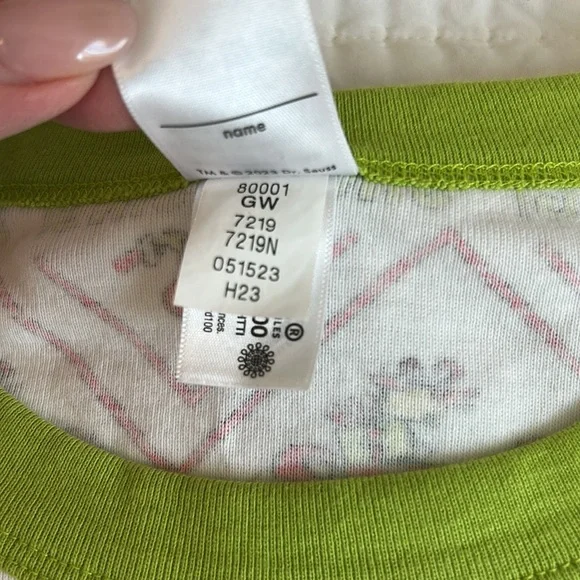 name
TM & © 2023 Dr. Seuss
80001
GW
7219
7219N
051523
H23
®